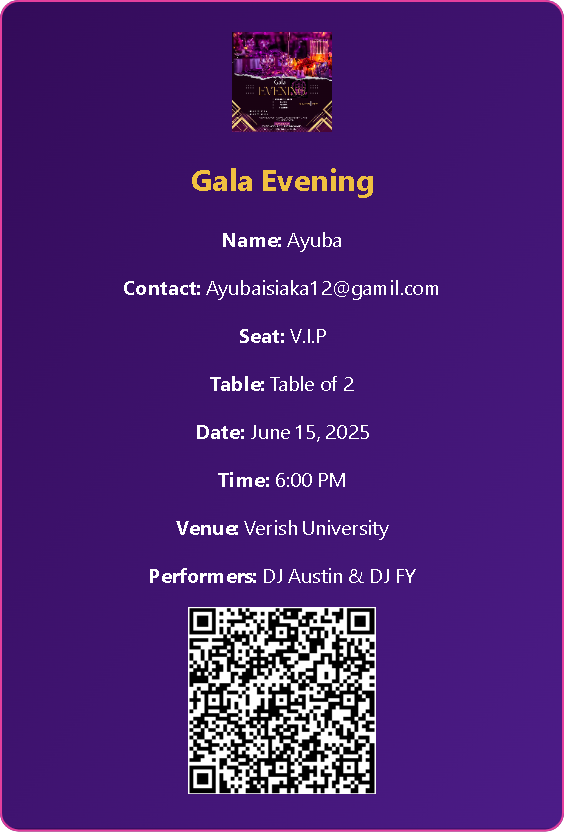 Gala
EVENING
Gala Evening
Name: Ayuba
Contact: Ayubaisiaka12@gamil.com
Seat: V.I.P
Table: Table of 2
Date: June 15, 2025
Time: 6:00 PM
Venue: Verish University
Performers: DJ Austin & DJ FY